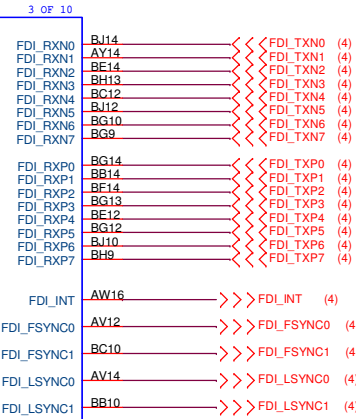 3 OF 10
FDI_RXN0 BJ14 FDI_TXN0 (4)
FDI_RXN1 AY14 FDI_TXN1 (4)
FDI_RXN2 BE14 FDI_TXN2 (4)
FDI_RXN3 BH13 FDI_TXN3 (4)
FDI_RXN4 BC12 FDI_TXN4 (4)
FDI_RXN5 BJ12 FDI_TXN5 (4)
FDI_RXN6 BG10 FDI_TXN6 (4)
FDI_RXN7 BG9 FDI_TXN7 (4)
FDI_RXP0 BG14 FDI_TXP0 (4)
FDI_RXP1 BB14 FDI_TXP1 (4)
FDI_RXP2 BF14 FDI_TXP2 (4)
FDI_RXP3 BG13 FDI_TXP3 (4)
FDI_RXP4 BE12 FDI_TXP4 (4)
FDI_RXP5 BG12 FDI_TXP5 (4)
FDI_RXP6 BJ10 FDI_TXP6 (4)
FDI_RXP7 BH9 FDI_TXP7 (4)
FDI_INT AW16 FDI_INT (4)
FDI_FSYNC0 AV12 FDI_FSYNC0 (4
FDI_FSYNC1 BC10 FDI_FSYNC1 (4
FDI_LSYNC0 AV14 FDI_LSYNC0 (4
FDI_LSYNC1 BB10 FDI_LSYNC1 (4